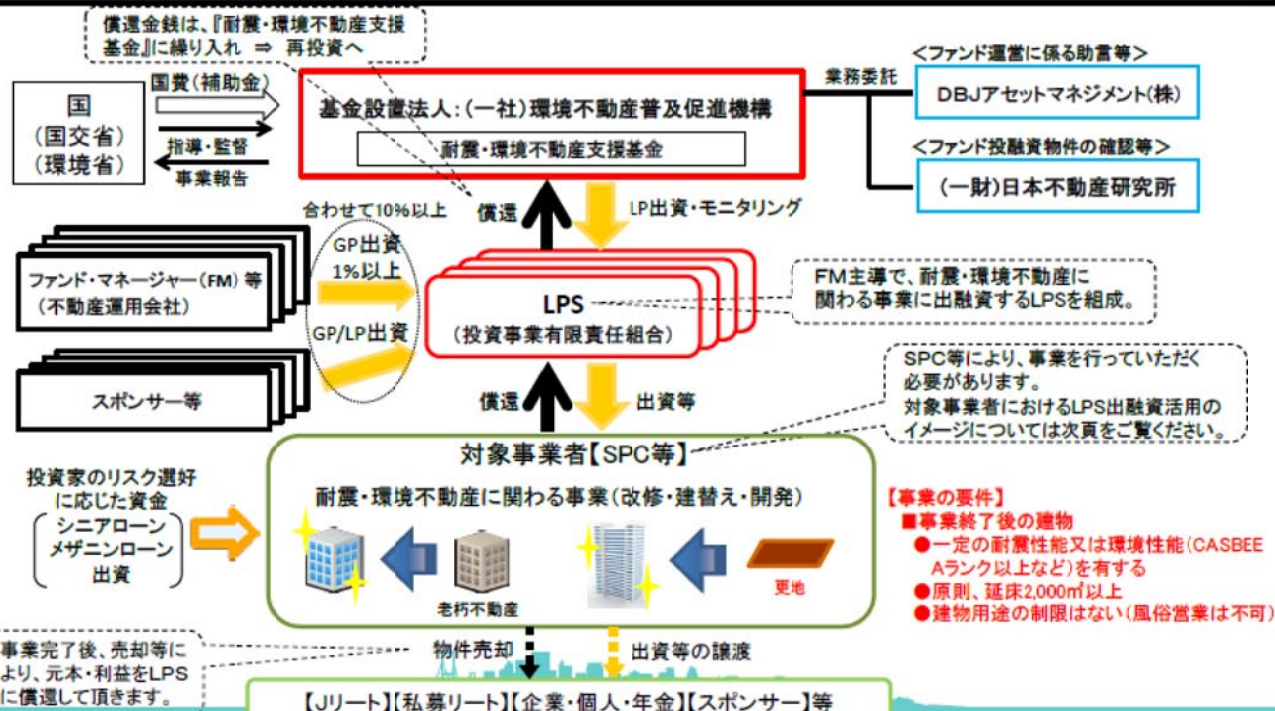 償還金銭は、『耐震・環境不動産支援
基金』に繰り入れ ⇒ 再投資へ
国
（国交省）
（環境省）
国費（補助金）
指導・監督
事業報告
基金設置法人：（一社）環境不動産普及促進機構
耐震・環境不動産支援基金
業務委託
＜ファンド運営に係る助言等＞
DBJアセットマネジメント（株）
＜ファンド投融資物件の確認等＞
（一財）日本不動産研究所
合わせて10％以上
償還
LP出資・モニタリング
ファンド・マネージャー（FM）等
（不動産運用会社）
GP出資
1%以上
GP/LP出資
スポンサー等
LPS
（投資事業有限責任組合）
FM主導で、耐震・環境不動産に
関わる事業に出融資するLPSを組成。
償還
出資等
SPC等により、事業を行っていただく
必要があります。
対象事業者におけるLPS出融資活用の
イメージについては次頁をご覧ください。
対象事業者【SPC等】
耐震・環境不動産に関わる事業（改修・建替え・開発）
老朽不動産
更地
投資家のリスク選好
に応じた資金
シニアローン
メザニンローン
出資
【事業の要件】
■事業終了後の建物
●一定の耐震性能又は環境性能（CASBEE
Aランク以上など）を有する
●原則、延床2,000㎡以上
●建物用途の制限はない（風俗営業は不可）
事業完了後、売却等に
より、元本・利益をLPS
に償還して頂きます。
物件売却
出資等の譲渡
【Jリート】【私募リート】【企業・個人・年金】【スポンサー】等